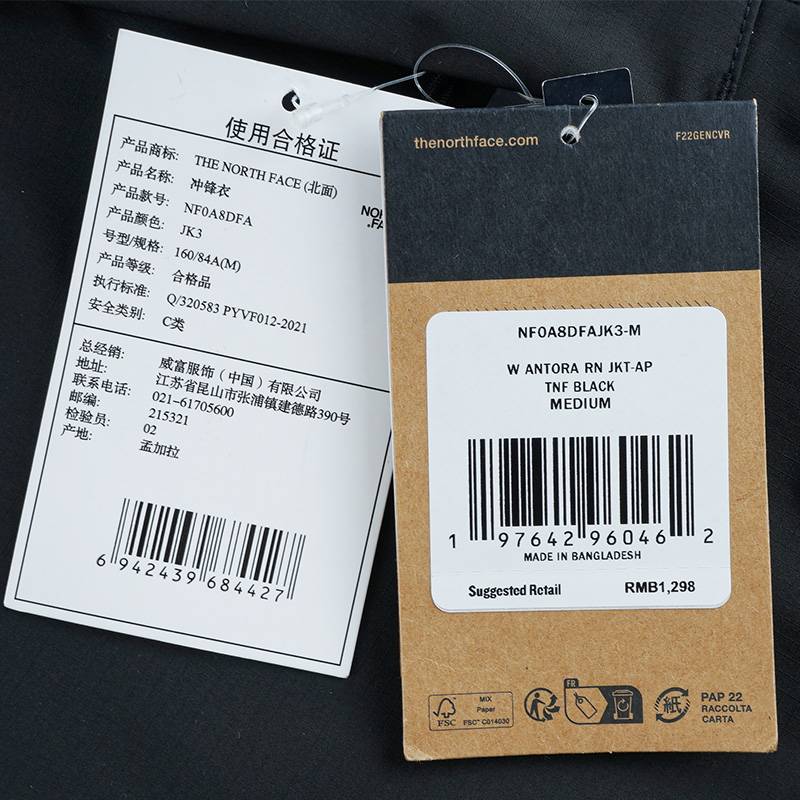 使用合格证
产品商标: THE NORTH FACE (北面)
产品名称: 冲锋衣
产品款号: NF0A8DFA
产品颜色: JK3
号型/规格: 160/84A(M)
产品等级: 合格品
执行标准: Q/320583 PYVF012-2021
安全类别: C类
总经销: 威富服饰（中国）有限公司
地址: 江苏省昆山市张浦镇建德路390号
联系电话: 021-61705600
邮编: 215321
检验员: 02
产地: 孟加拉
6 942439 684427
thenorthface.com
F22GENCVR
NF0A8DFAJK3-M
W ANTORA RN JKT-AP
TNF BLACK
MEDIUM
1 97642 96046 2
MADE IN BANGLADESH
Suggested Retail RMB1,298
FSC
MIX
Paper
FSC™ C014030
FR
紙
PAP 22
RACCOLTA
CARTA